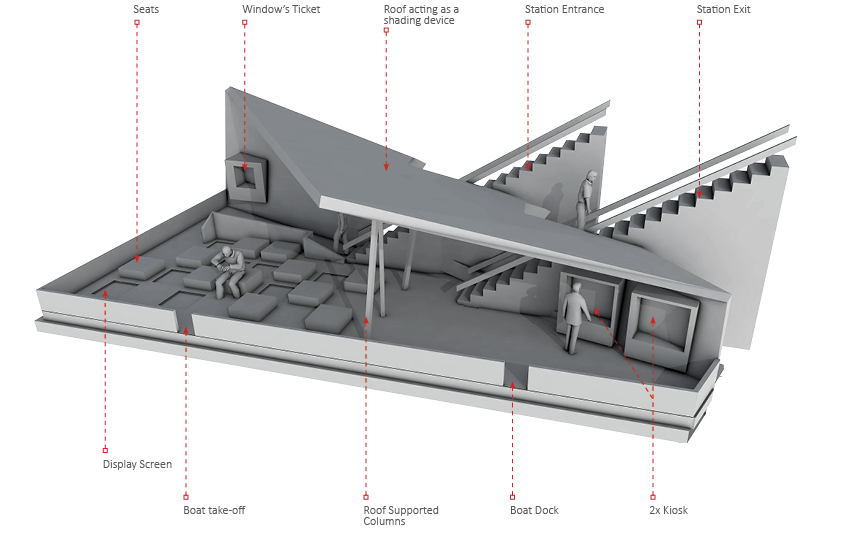 Seats
Window's Ticket
Roof acting as a
shading device
Station Entrance
Station Exit
Display Screen
Boat take-off
Roof Supported
Columns
Boat Dock
2x Kiosk